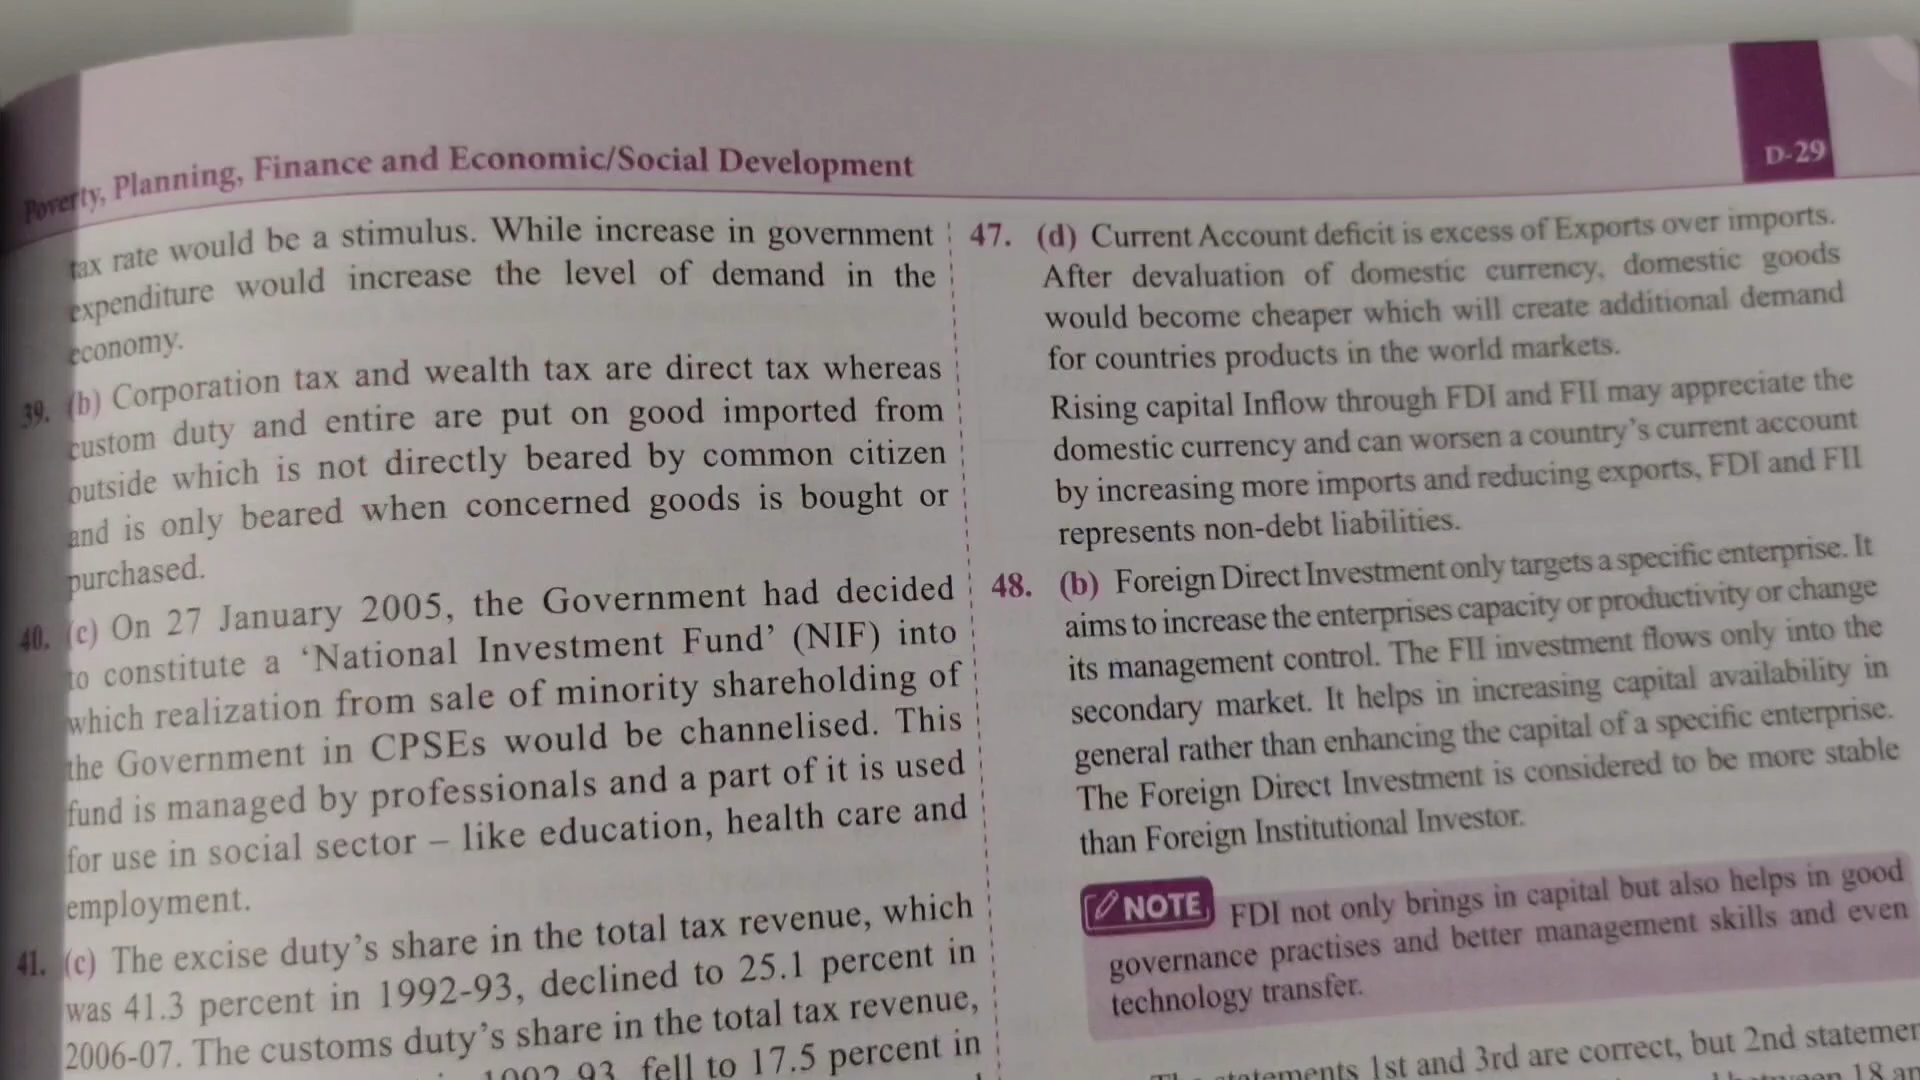 Poverty, Planning, Finance and Economic/Social Development
D-29
tax rate would be a stimulus. While increase in government
expenditure would increase the level of demand in the
economy.
39. (b) Corporation tax and wealth tax are direct tax whereas
custom duty and entire are put on good imported from
outside which is not directly beared by common citizen
and is only beared when concerned goods is bought or
purchased.
40. (c) On 27 January 2005, the Government had decided
to constitute a ‘National Investment Fund’ (NIF) into
which realization from sale of minority shareholding of
the Government in CPSEs would be channelised. This
fund is managed by professionals and a part of it is used
for use in social sector – like education, health care and
employment.
41. (c) The excise duty’s share in the total tax revenue, which
was 41.3 percent in 1992-93, declined to 25.1 percent in
2006-07. The customs duty’s share in the total tax revenue,
1992-93, fell to 17.5 percent in
47. (d) Current Account deficit is excess of Exports over imports.
After devaluation of domestic currency, domestic goods
would become cheaper which will create additional demand
for countries products in the world markets.
Rising capital Inflow through FDI and FII may appreciate the
domestic currency and can worsen a country’s current account
by increasing more imports and reducing exports, FDI and FII
represents non-debt liabilities.
48. (b) Foreign Direct Investment only targets a specific enterprise. It
aims to increase the enterprises capacity or productivity or change
its management control. The FII investment flows only into the
secondary market. It helps in increasing capital availability in
general rather than enhancing the capital of a specific enterprise.
The Foreign Direct Investment is considered to be more stable
than Foreign Institutional Investor.
NOTE FDI not only brings in capital but also helps in good
governance practises and better management skills and even
technology transfer.
statements 1st and 3rd are correct, but 2nd
18